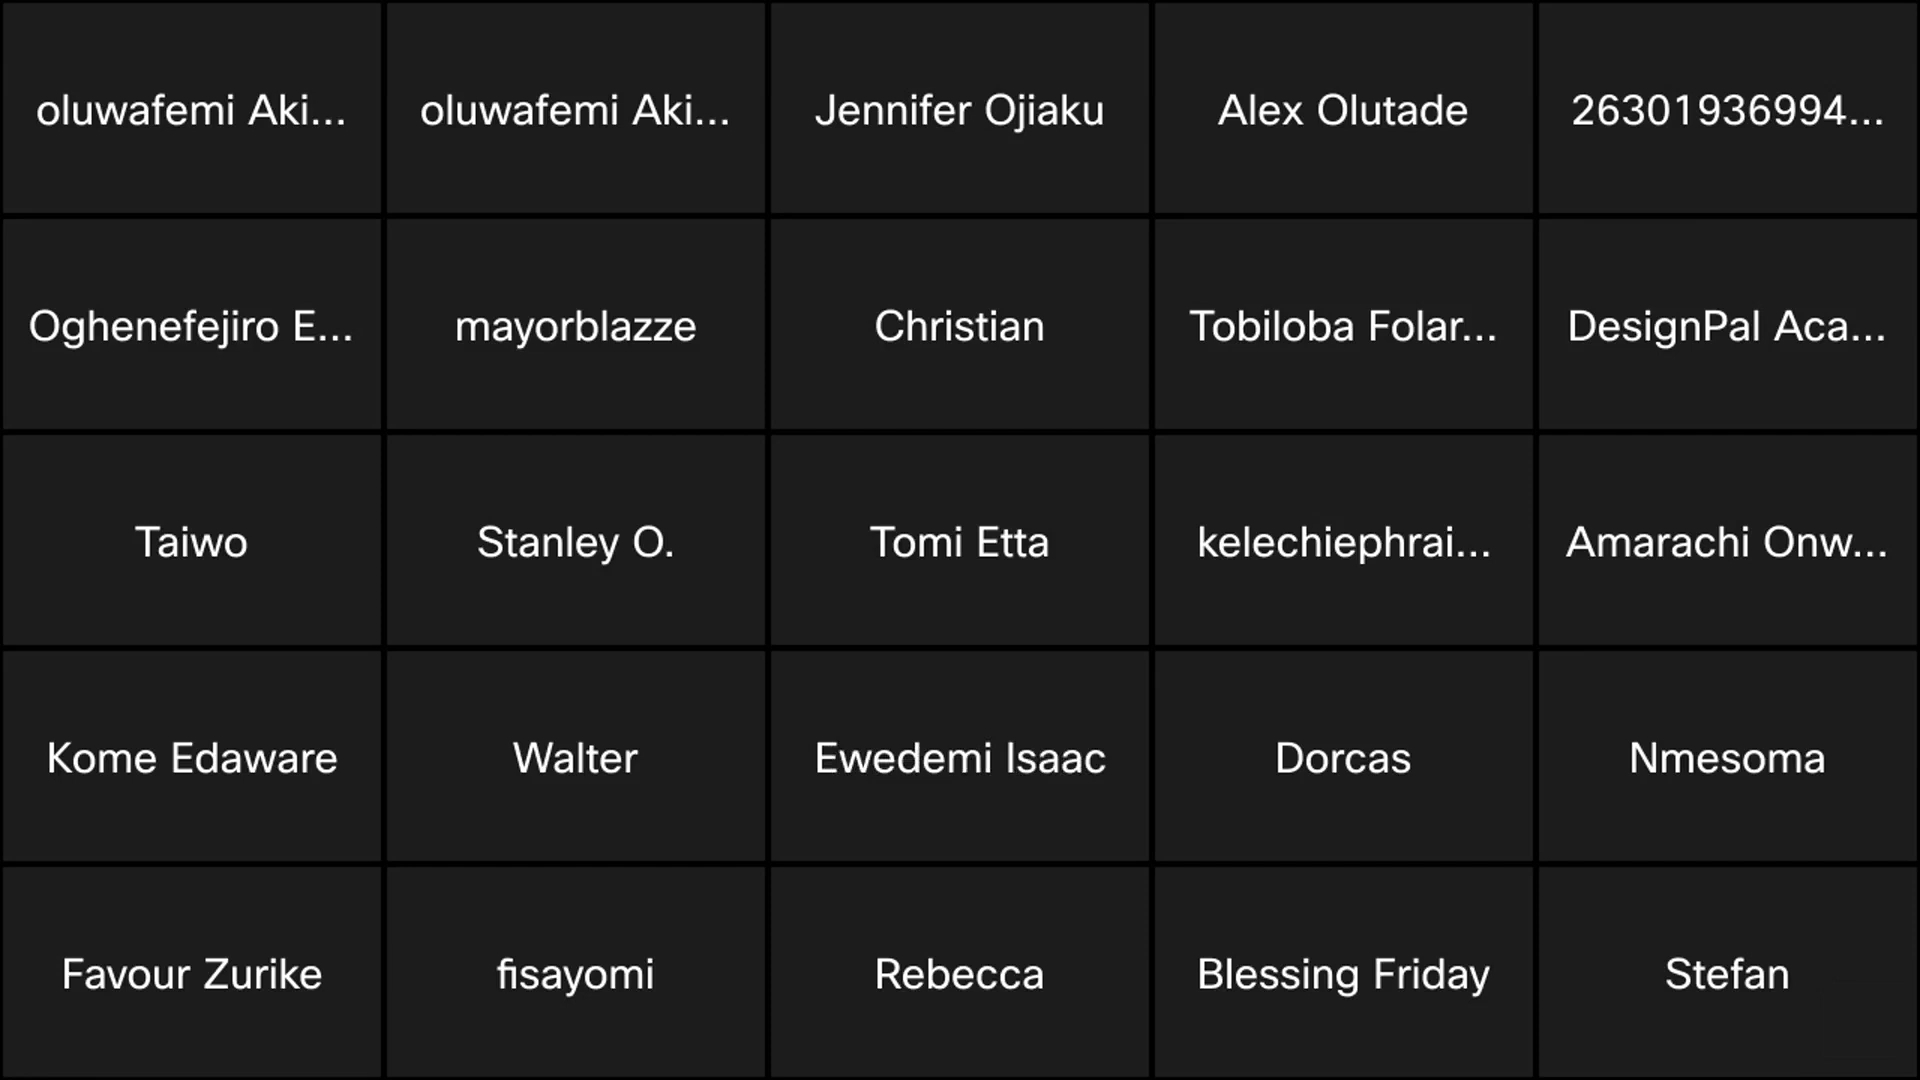 oluwafemi Aki...
oluwafemi Aki...
Jennifer Ojiaku
Alex Olutade
26301936994...
Oghenefejiro E...
mayorblazze
Christian
Tobiloba Folar...
DesignPal Aca...
Taiwo
Stanley O.
Tomi Etta
kelechiephrai...
Amarachi Onw...
Kome Edaware
Walter
Ewedemi Isaac
Dorcas
Nmesoma
Favour Zurike
fisayomi
Rebecca
Blessing Friday
Stefan